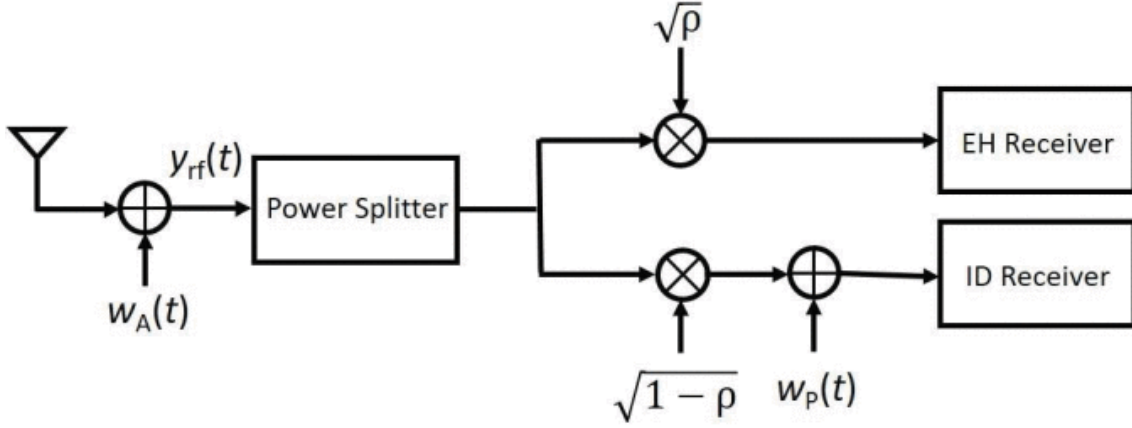 √ρ
EH Receiver
y_rf(t)
Power Splitter
w_A(t)
ID Receiver
√1 − ρ
w_P(t)